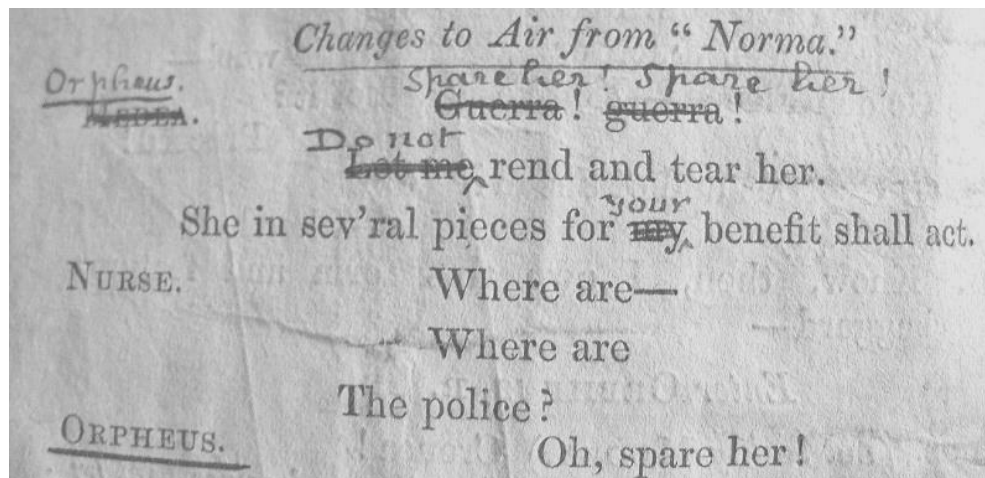 Changes to Air from “ Norma.”
Orpheus. Spare her! Spare her!
MEDEA. Guerra! guerra!
Do not
Let me rend and tear her.
your
She in sev’ral pieces for my benefit shall act.
NURSE. Where are—
Where are
The police?
ORPHEUS. Oh, spare her!